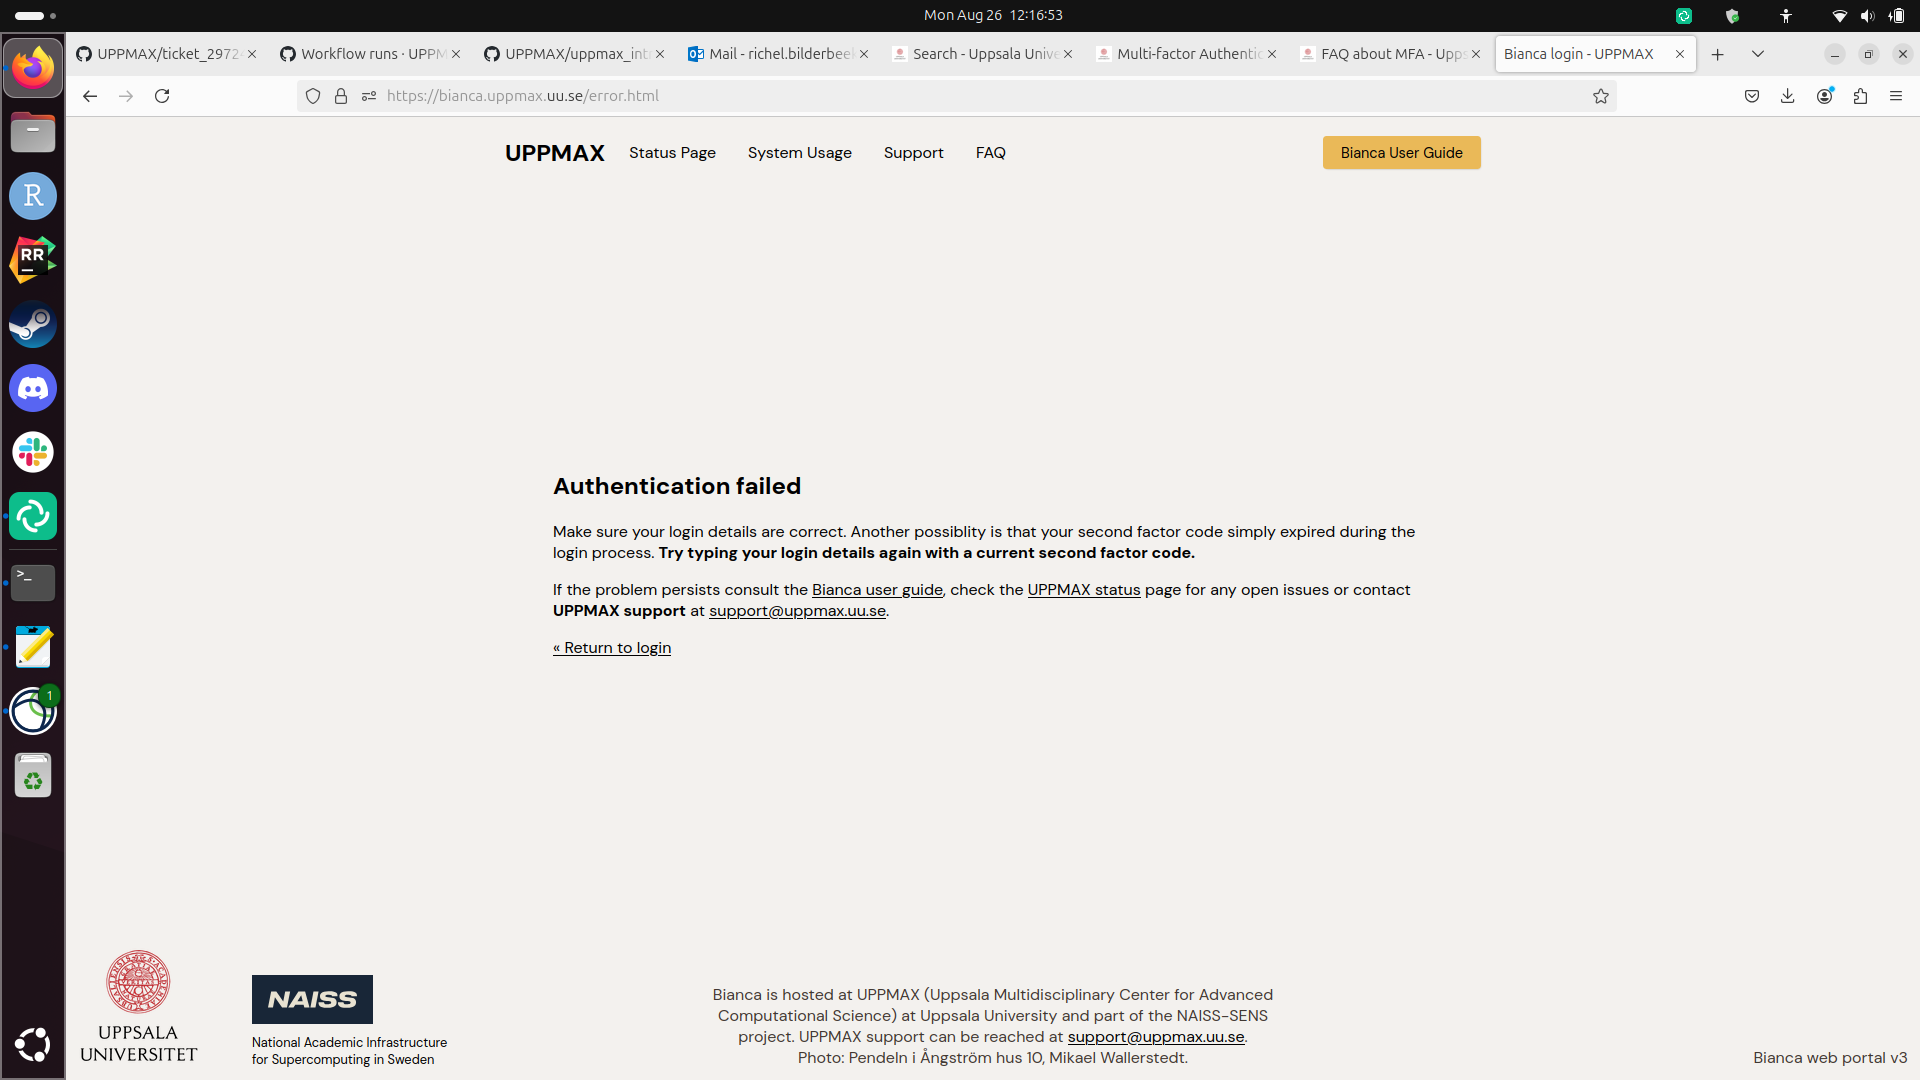 Mon Aug 26 12:16:53
UPPMAX/ticket_2972
Workflow runs · UPPM
UPPMAX/uppmax_int
Mail - richel.bilderbeek
Search - Uppsala Unive
Multi-factor Authentic
FAQ about MFA - Upps
Bianca login - UPPMAX
https://bianca.uppmax.uu.se/error.html
UPPMAX
Status Page
System Usage
Support
FAQ
Bianca User Guide
R
RR
>_
1
Authentication failed
Make sure your login details are correct. Another possiblity is that your second factor code simply expired during the
login process. Try typing your login details again with a current second factor code.
If the problem persists consult the Bianca user guide, check the UPPMAX status page for any open issues or contact
UPPMAX support at support@uppmax.uu.se.
« Return to login
UPPSALA
UNIVERSITET
NAISS
National Academic Infrastructure
for Supercomputing in Sweden
Bianca is hosted at UPPMAX (Uppsala Multidisciplinary Center for Advanced
Computational Science) at Uppsala University and part of the NAISS-SENS
project. UPPMAX support can be reached at support@uppmax.uu.se.
Photo: Pendeln i Ångström hus 10, Mikael Wallerstedt.
Bianca web portal v3